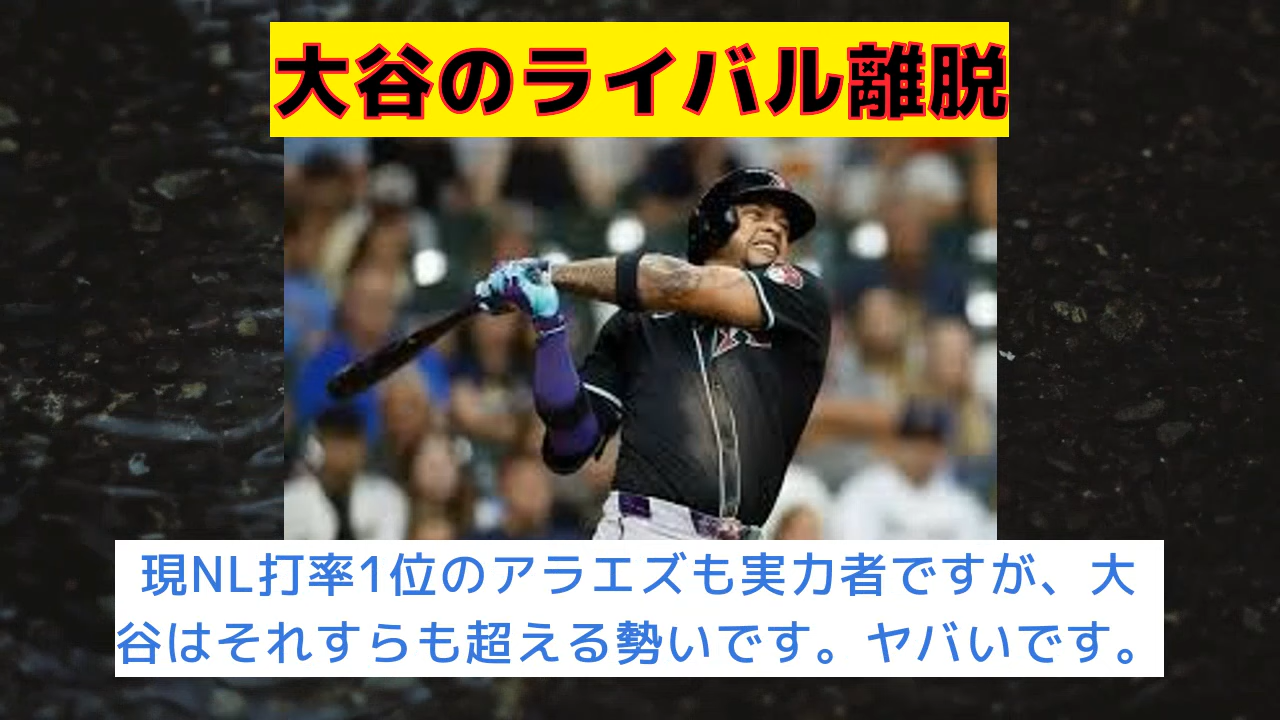 大谷のライバル離脱
現NL打率1位のアラエズも実力者ですが、大
谷はそれすらも超える勢いです。ヤバいです。